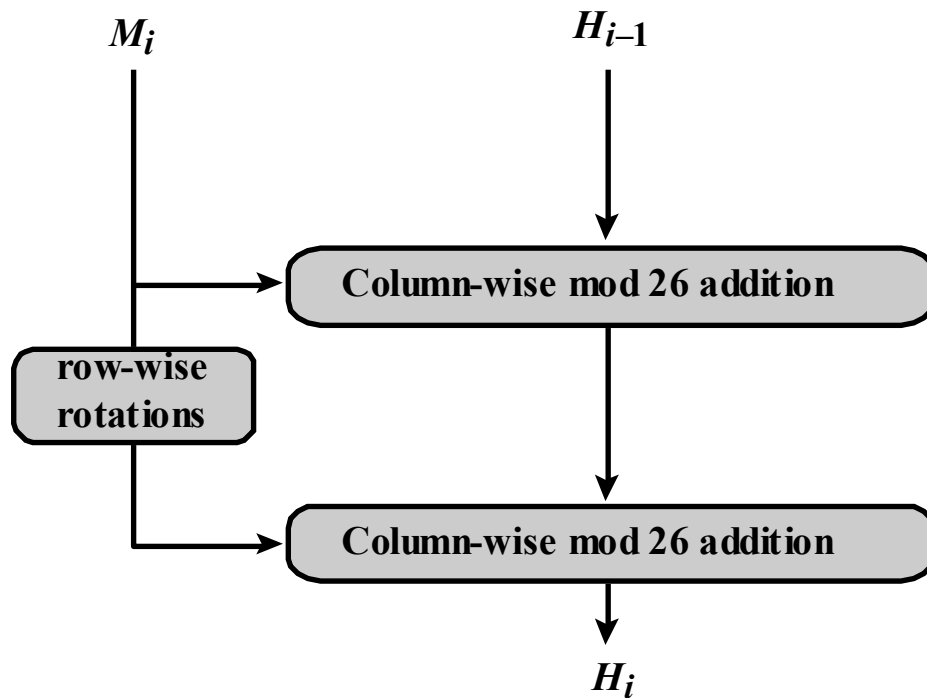 M_i
H_{i–1}
Column-wise mod 26 addition
row-wise
rotations
Column-wise mod 26 addition
H_i